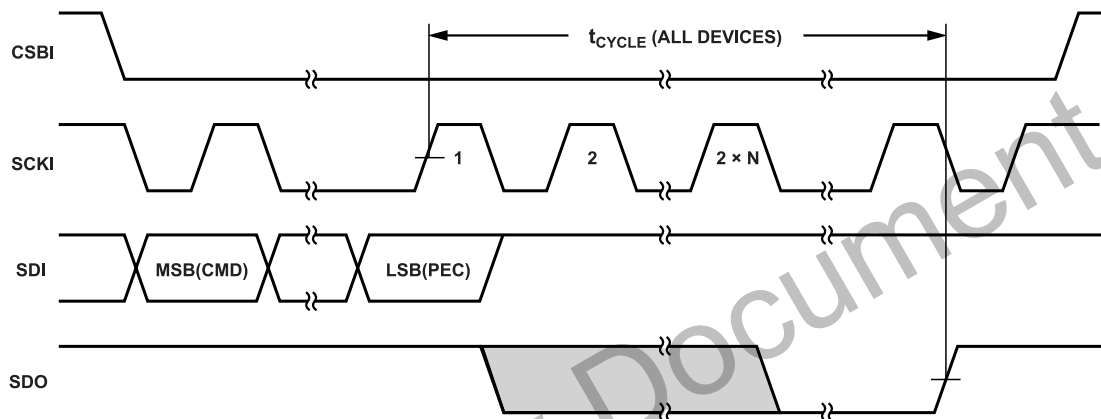 CSBI
tCYCLE (ALL DEVICES)
SCKI
1
2
2 × N
SDI
MSB(CMD)
LSB(PEC)
SDO
Document